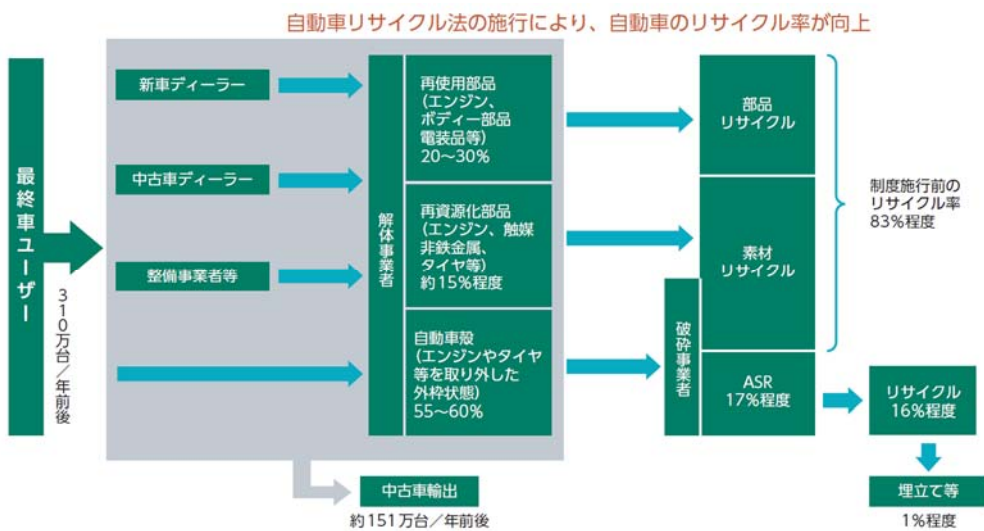 自動車リサイクル法の施行により、自動車のリサイクル率が向上
最終車ユーザー
310万台／年前後
新車ディーラー
中古車ディーラー
整備事業者等
解体事業者
再使用部品
(エンジン、
ボディー部品
電装品等)
20～30%
再資源化部品
(エンジン、触媒
非鉄金属、
タイヤ等)
約15%程度
自動車殻
(エンジンやタイヤ
等を取り外した
外枠状態)
55～60%
中古車輸出
約151万台／年前後
破砕事業者
部品
リサイクル
素材
リサイクル
ASR
17%程度
制度施行前の
リサイクル率
83%程度
リサイクル
16%程度
埋立て等
1%程度